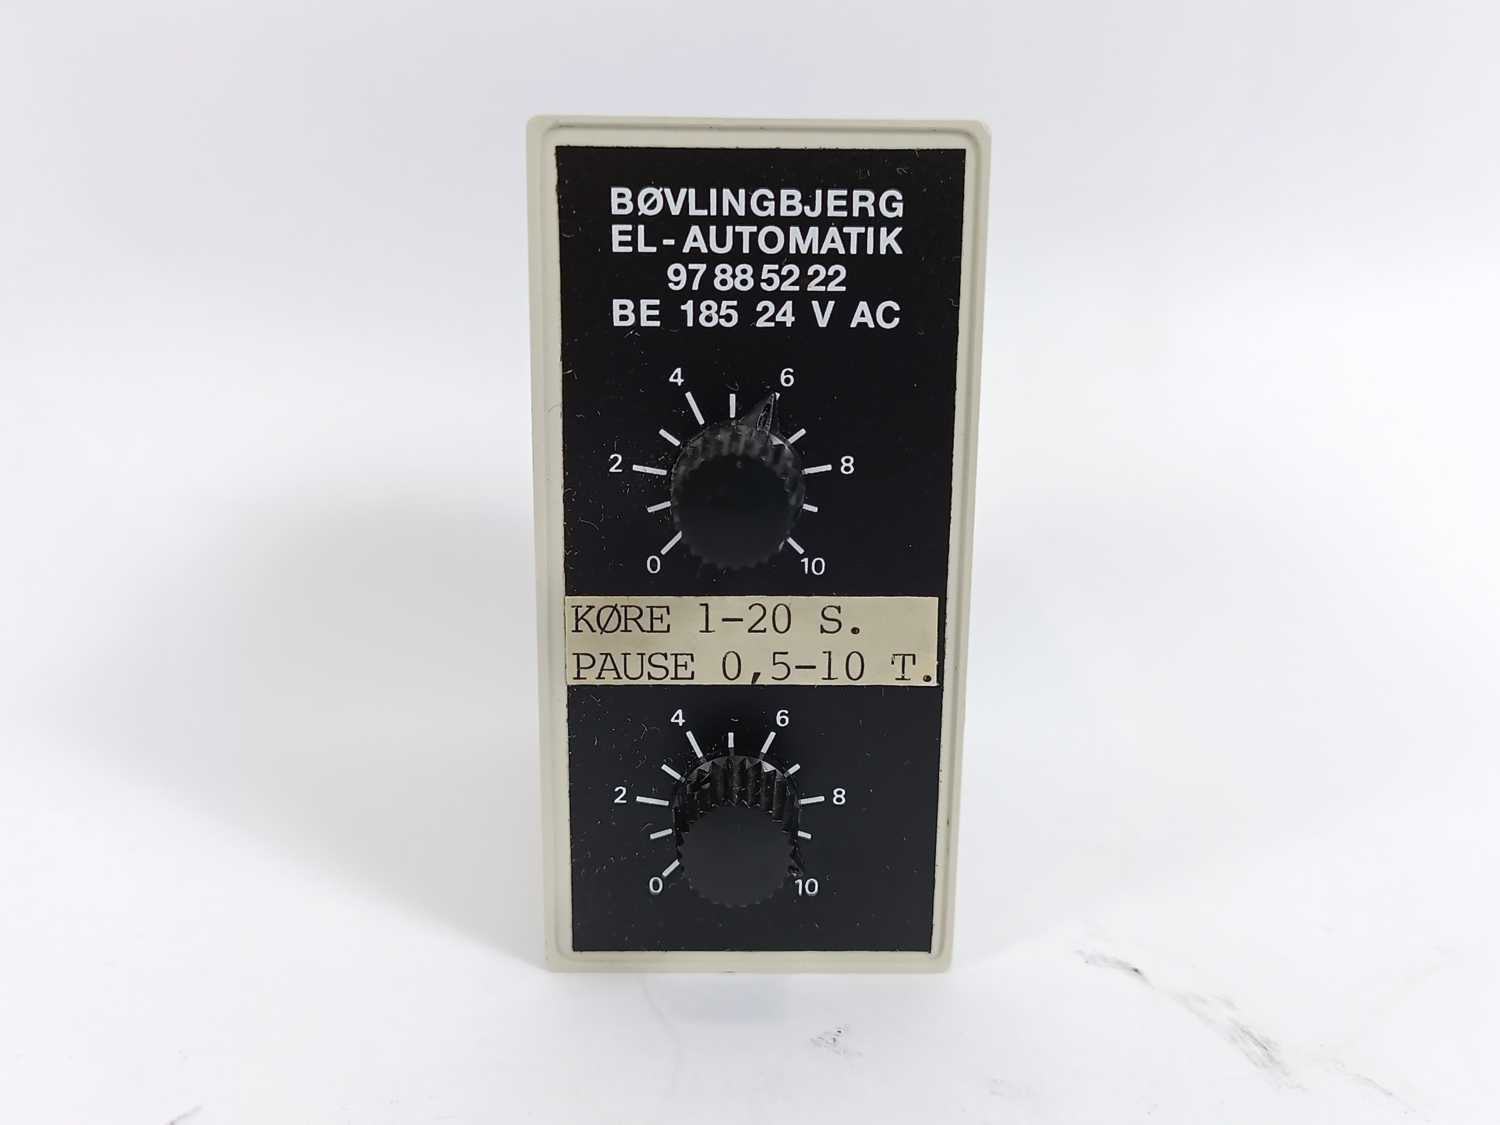 BØVLINGBJERG
EL-AUTOMATIK
97 88 52 22
BE 185 24 V AC
4 6
2 8
0 10
KØRE 1-20 S.
PAUSE 0,5-10 T.
4 6
2 8
0 10